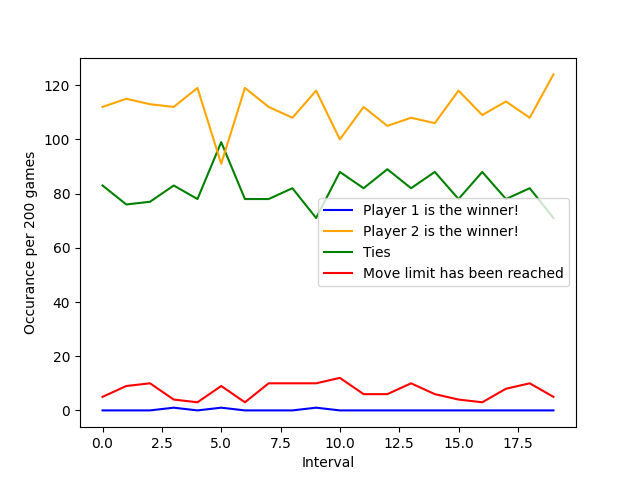 120
100
80
60
40
20
0
Occurance per 200 games
Player 1 is the winner!
Player 2 is the winner!
Ties
Move limit has been reached
0.0 2.5 5.0 7.5 10.0 12.5 15.0 17.5
Interval